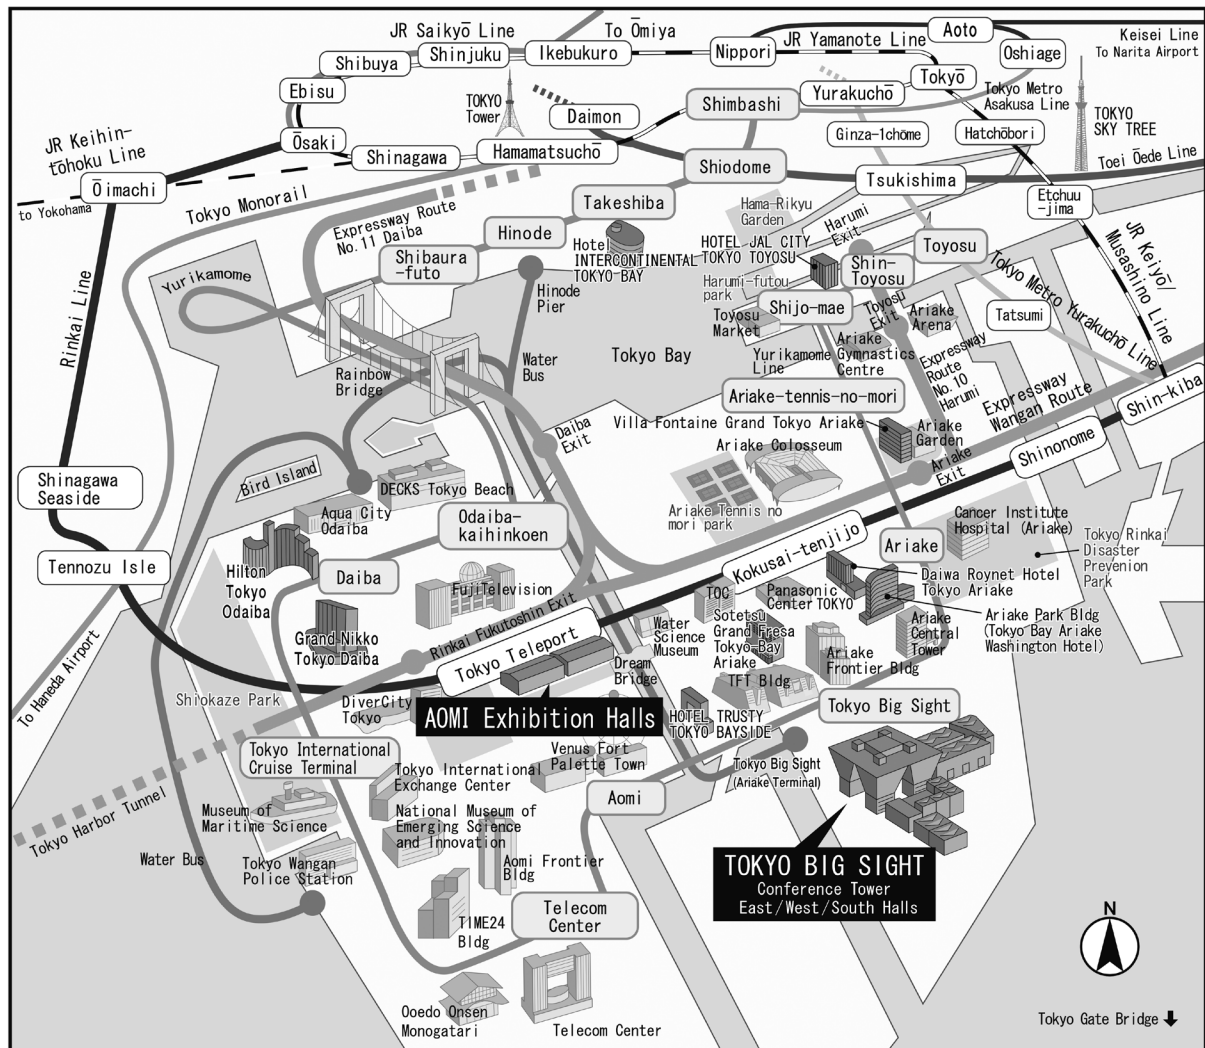 JR Saikyō Line
To Ōmiya
JR Yamanote Line
Aoto
Keisei Line
To Narita Airport
Shibuya
Shinjuku
Ikebukuro
Nippori
Oshiage
Ebisu
TOKYO
Tower
Daimon
Shimbashi
Yurakuchō
Tokyō
Tokyo Metro
Asakusa Line
TOKYO
SKY TREE
JR Keihin-
tōhoku Line
Ōsaki
Shinagawa
Hamamatsuchō
Ginza-1chōme
Hatchōbori
Toei Ōede Line
Ōimachi
to Yokohama
Tokyo Monorail
Shiodome
Tsukishima
Etchuu
-jima
Expressway Route
No.11 Daiba
Takeshiba
Hinode
Hama-Rikyu
Garden
Harumi
Exit
Toyosu
JR Keiyō/
Musashino Line
Yurikamome
Shibaura
-futo
Hotel
INTERCONTINENTAL
TOKYO BAY
HOTEL JAL CITY
TOKYO TOYOSU
Shin-
Toyosu
Harumi-futou
park
Tokyo Metro Yurakuchō Line
Rinkai Line
Hinode
Pier
Shijo-mae
Toyosu
Exit
Ariake
Arena
Tatsumi
Toyosu
Market
Rainbow
Bridge
Water
Bus
Tokyo Bay
Yurikamome
Line
Ariake
Gymnastics
Centre
Expressway
Route
No.10
Harumi
Expressway
Wangan Route
Shin-kiba
Ariake-tennis-no-mori
Villa Fontaine Grand Tokyo Ariake
Daiba
Exit
Ariake Colosseum
Ariake
Garden
Ariake
Exit
Shinonome
Shinagawa
Seaside
Bird Island
DECKS Tokyo Beach
Aqua City
Odaiba
Odaiba-
kaihinkoen
Ariake Tennis no
mori park
Kokusai-tenjijo
Ariake
Cancer Institute
Hospital (Ariake)
Tokyo Rinkai
Disaster
Prevenion
Park
Tennozu Isle
Hilton
Tokyo
Odaiba
Daiba
FujiTelevision
Daiwa Roynet Hotel
Tokyo Ariake
TOC
Panasonic
Center TOKYO
Ariake Park Bldg
(Tokyo Bay Ariake
Washington Hotel)
Grand Nikko
Tokyo Daiba
Rinkai Fukutoshin Exit
Tokyo Teleport
Water
Science
Museum
Sotetsu
Grand Fresa
Tokyo-Bay
Ariake
Ariake
Central
Tower
Ariake
Frontier Bldg
To Haneda Airport
Dream
Bridge
TFT Bldg
Shiokaze Park
DiverCity
Tokyo
AOMI Exhibition Halls
HOTEL TRUSTY
TOKYO BAYSIDE
Tokyo Big Sight
Tokyo International
Cruise Terminal
Tokyo International
Exchange Center
Venus Fort
Palette Town
Tokyo Big Sight
(Ariake Terminal)
Aomi
Tokyo Harbor Tunnel
Museum of
Maritime Science
National Museum of
Emerging Science
and Innovation
Water Bus
Tokyo Wangan
Police Station
Aomi Frontier
Bldg
TOKYO BIG SIGHT
Conference Tower
East/West/South Halls
TIME24
Bldg
Telecom
Center
N
Ooedo Onsen
Monogatari
Telecom Center
Tokyo Gate Bridge